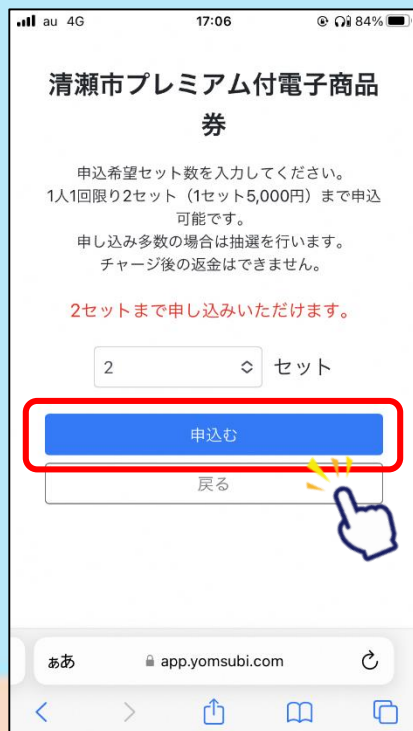 au 4G 17:06 84%
清瀬市プレミアム付電子商品
券
申込希望セット数を入力してください。
1人1回限り2セット（1セット5,000円）まで申込
可能です。
申し込み多数の場合は抽選を行います。
チャージ後の返金はできません。
2セットまで申し込みいただけます。
2 セット
申込む
戻る
ぁあ app.yomsubi.com